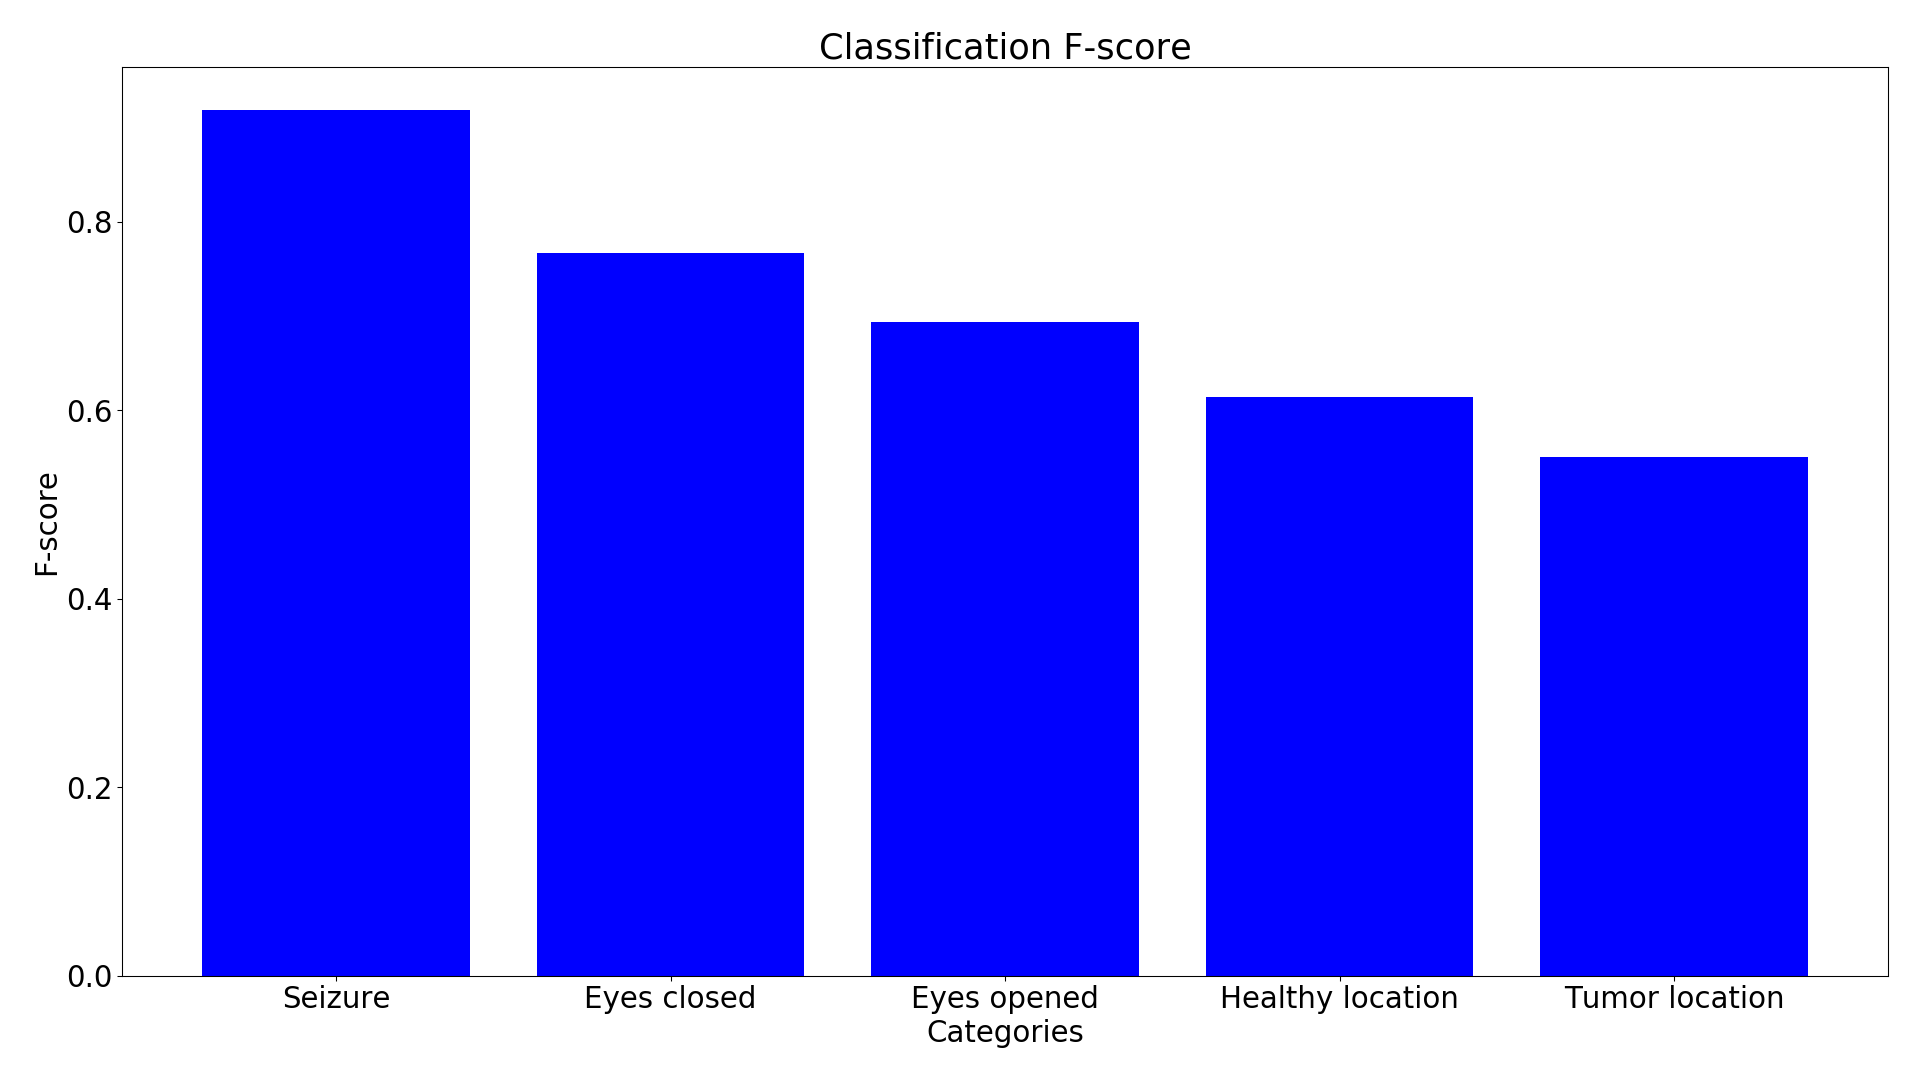 Classification F-score
F-score
0.8
0.6
0.4
0.2
0.0
Seizure
Eyes closed
Eyes opened
Healthy location
Tumor location
Categories